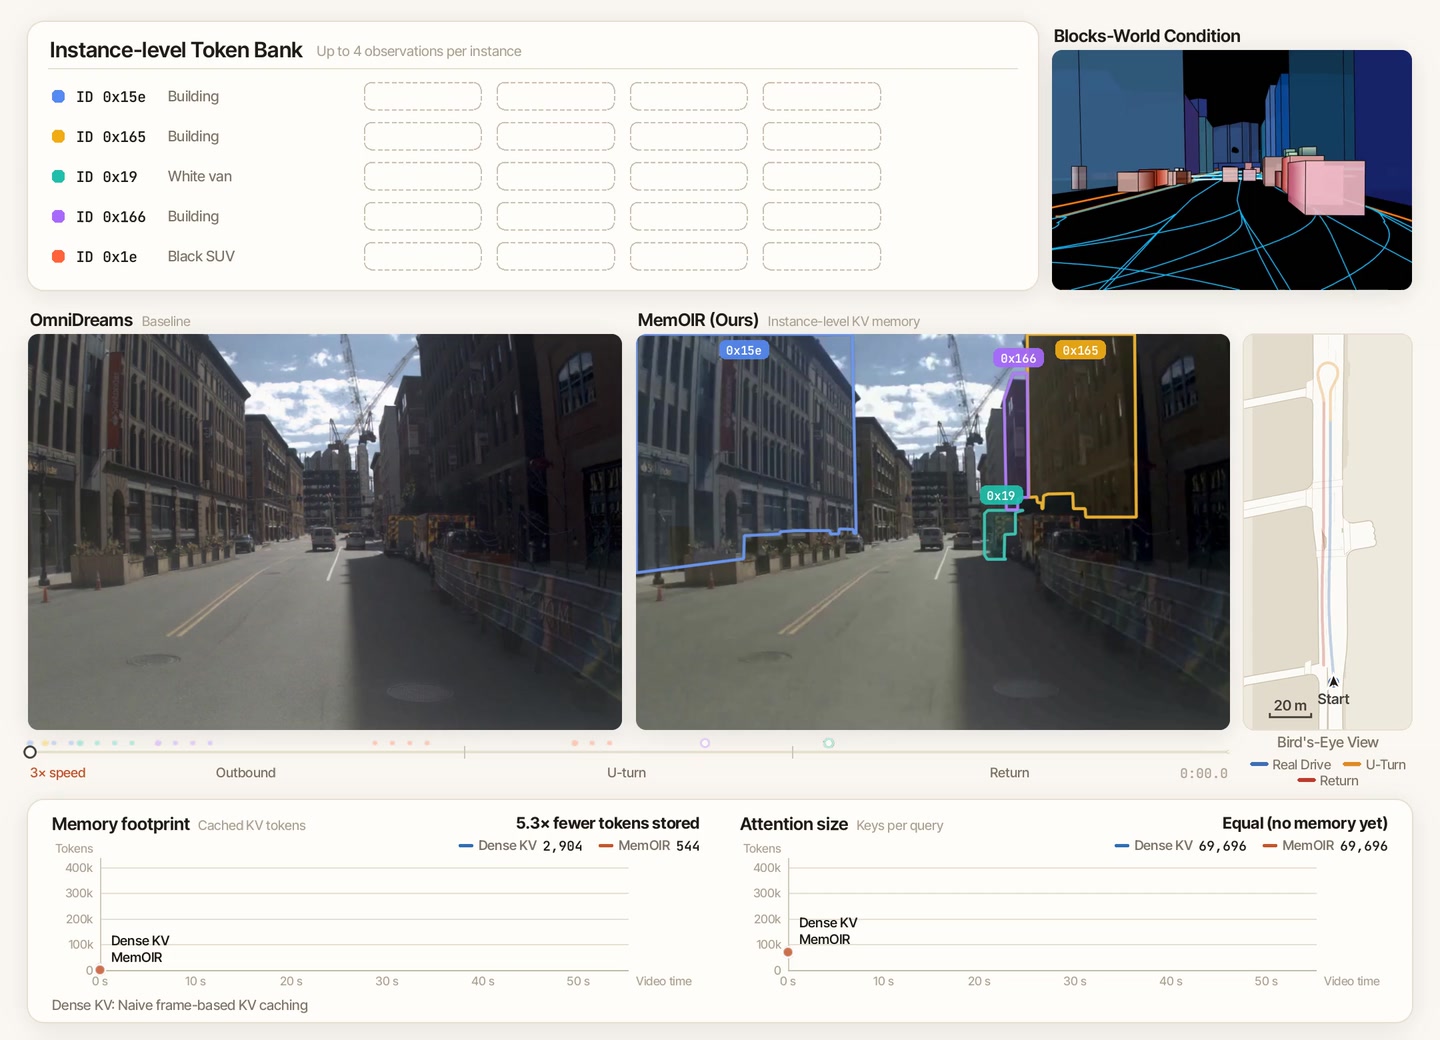 Instance-level Token Bank Up to 4 observations per instance
ID 0x15e Building
ID 0x165 Building
ID 0x19 White van
ID 0x166 Building
ID 0x1e Black SUV
Blocks-World Condition
OmniDreams Baseline
MemOIR (Ours) Instance-level KV memory
0x15e
0x166
0x165
0x19
20 m
Start
Bird's-Eye View
Real Drive
U-Turn
Return
3× speed
Outbound
U-turn
Return
0:00.0
Memory footprint Cached KV tokens
5.3× fewer tokens stored
Dense KV 2,904 MemOIR 544
Tokens
400k
300k
200k
100k
0
Dense KV
MemOIR
0 s 10 s 20 s 30 s 40 s 50 s Video time
Dense KV: Naive frame-based KV caching
Attention size Keys per query
Equal (no memory yet)
Dense KV 69,696 MemOIR 69,696
Tokens
400k
300k
200k
100k
0
Dense KV
MemOIR
0 s 10 s 20 s 30 s 40 s 50 s Video time